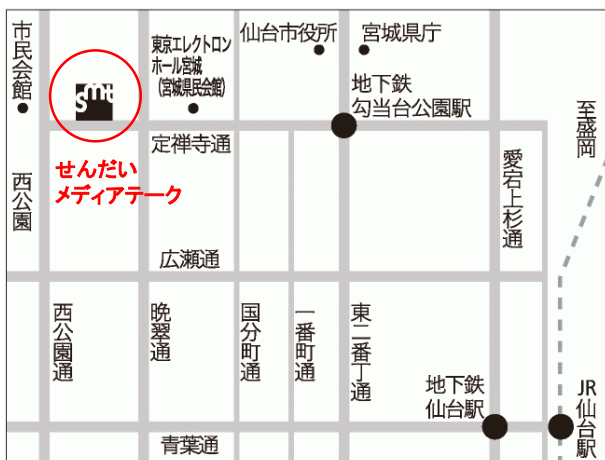 市民会館
smt
東京エレクトロン
ホール宮城
(宮城県民会館)
仙台市役所
宮城県庁
地下鉄
勾当台公園駅
至盛岡
定禅寺通
せんだい
メディアテーク
西公園
愛宕上杉通
広瀬通
西公園通
晩翠通
国分町通
一番町通
東二番丁通
地下鉄
仙台駅
JR仙台駅
青葉通